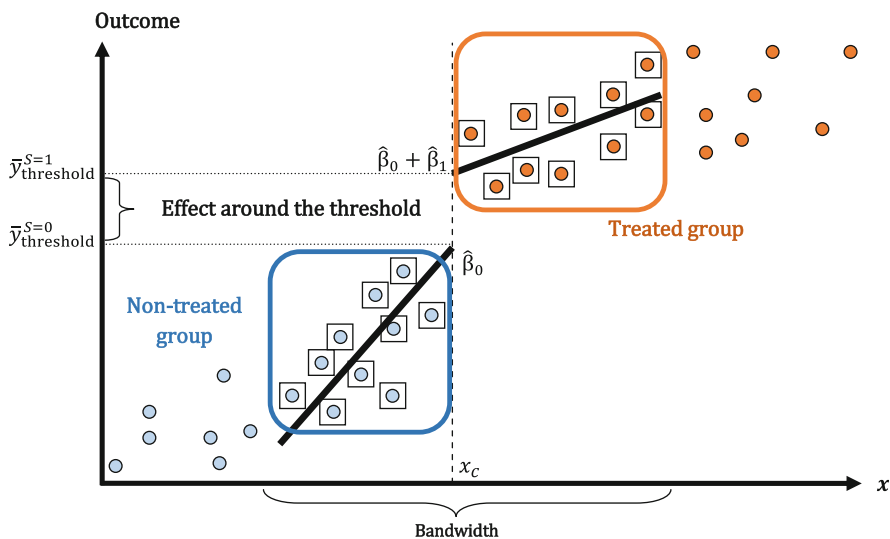 Outcome
ȳ^{S=1}_{threshold}
β̂₀ + β̂₁
Effect around the threshold
Treated group
ȳ^{S=0}_{threshold}
β̂₀
Non-treated
group
x_C
x
Bandwidth